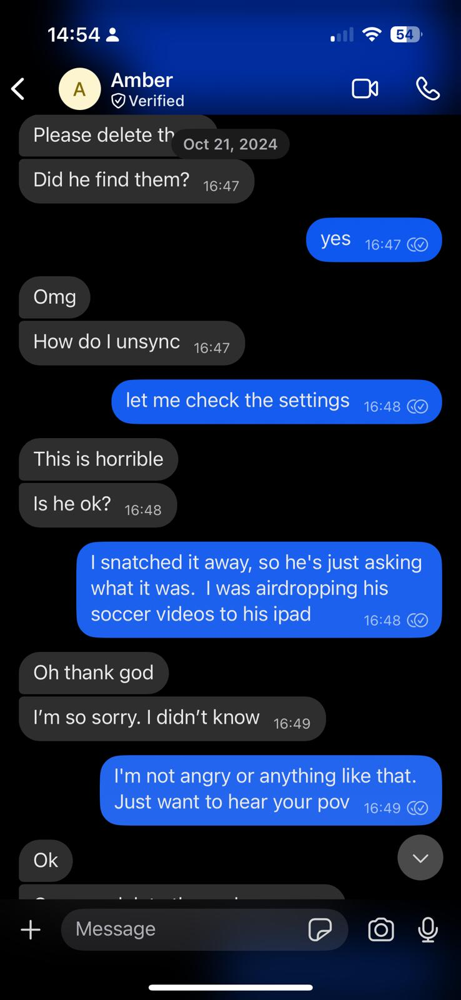 14:54
54
A
Amber
Verified
Please delete th
Oct 21, 2024
Did he find them? 16:47
yes 16:47
Omg
How do I unsync 16:47
let me check the settings 16:48
This is horrible
Is he ok? 16:48
I snatched it away, so he's just asking
what it was.  I was airdropping his
soccer videos to his ipad 16:48
Oh thank god
I’m so sorry. I didn’t know 16:49
I'm not angry or anything like that.
Just want to hear your pov 16:49
Ok
Message